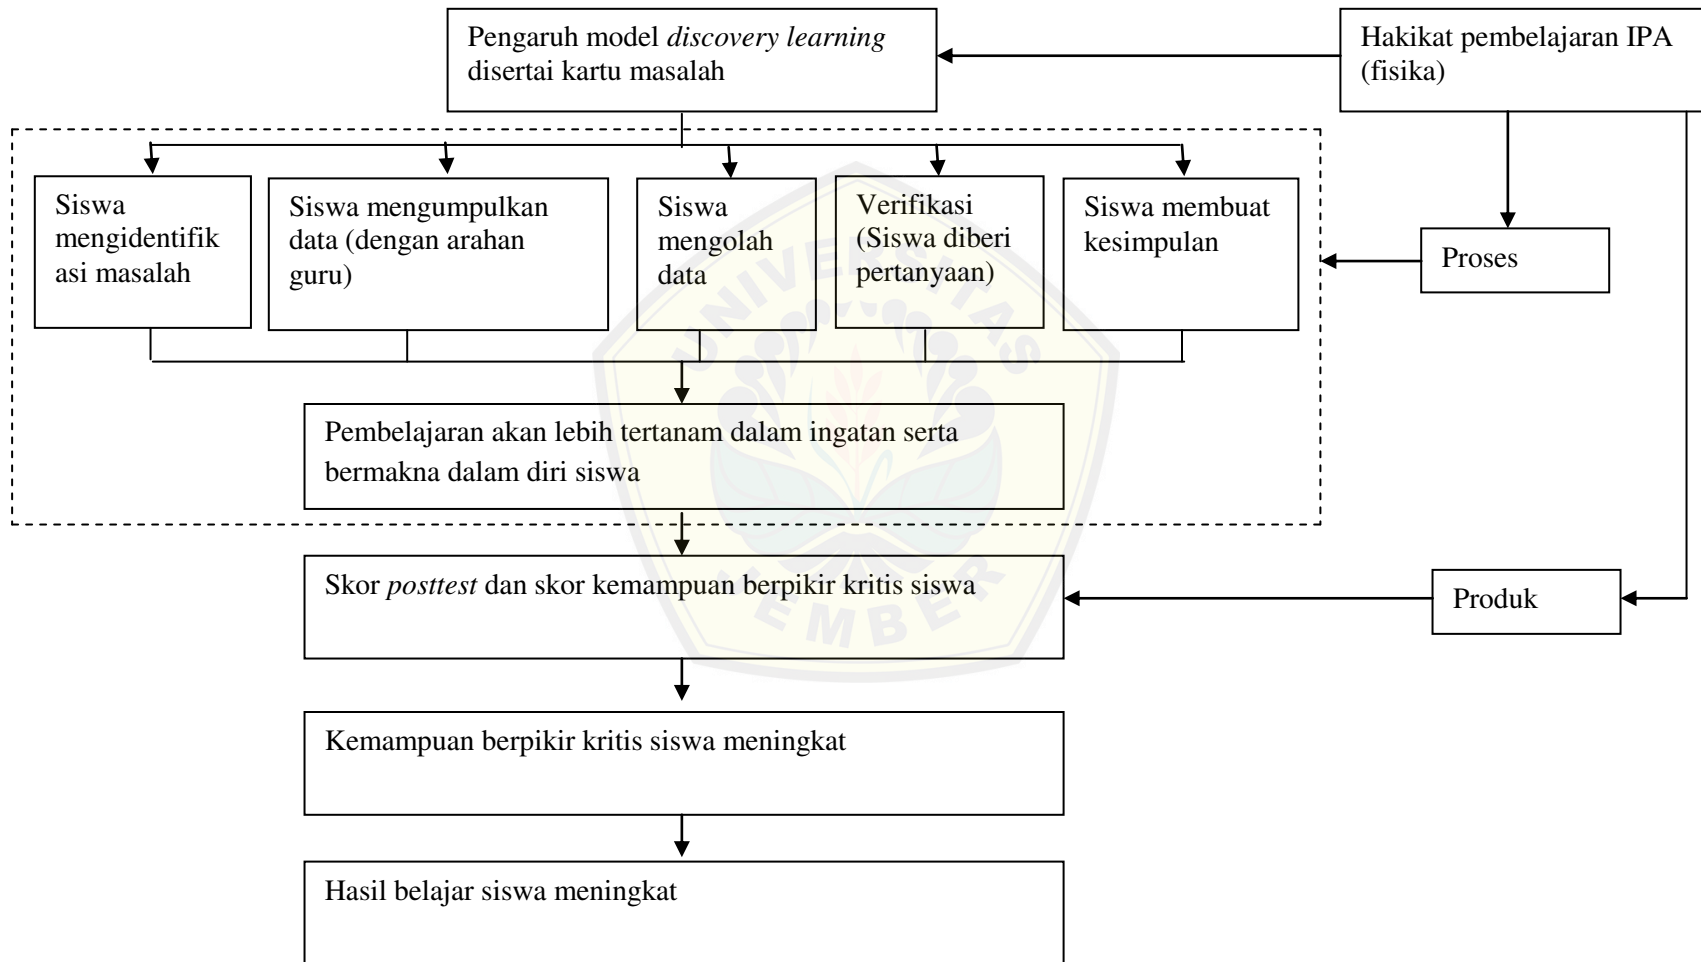 Pengaruh model discovery learning
disertai kartu masalah
Hakikat pembelajaran IPA
(fisika)
Siswa
mengidentifik
asi masalah
Siswa mengumpulkan
data (dengan arahan
guru)
Siswa
mengolah
data
Verifikasi
(Siswa diberi
pertanyaan)
Siswa membuat
kesimpulan
Proses
UNIVERSITAS
Pembelajaran akan lebih tertanam dalam ingatan serta
bermakna dalam diri siswa
Skor posttest dan skor kemampuan berpikir kritis siswa
Produk
JEMBER
Kemampuan berpikir kritis siswa meningkat
Hasil belajar siswa meningkat